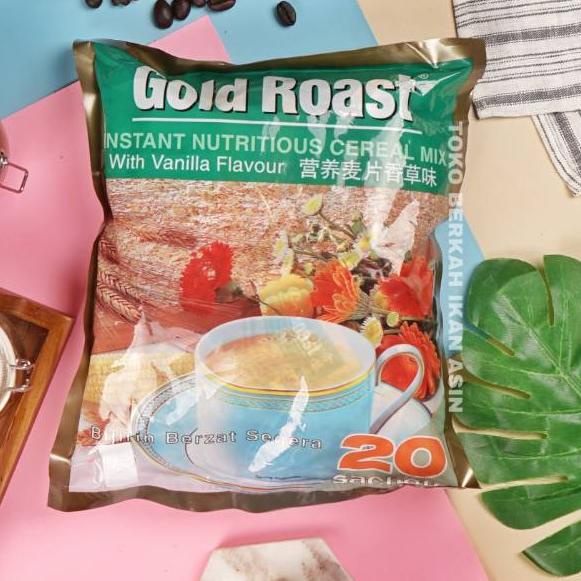 Gold Roast®
INSTANT NUTRITIOUS CEREAL MIX
With Vanilla Flavour 营养麦片香草味
Berzat Segera
20
sachets
TOKO BERKAH IKAN ASIN